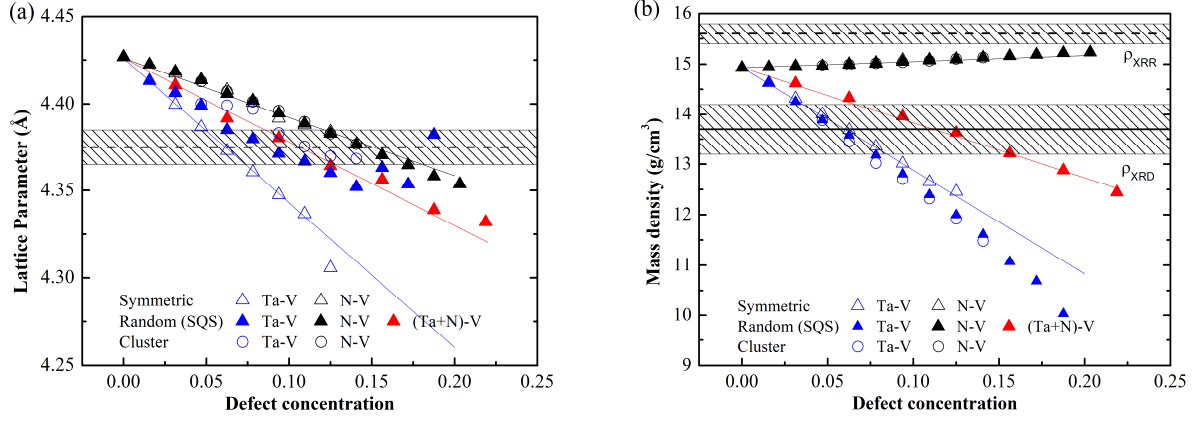 (a)
4.45
4.40
4.35
4.30
4.25
Lattice Parameter (Å)
Symmetric Ta-V N-V
Random (SQS) Ta-V N-V (Ta+N)-V
Cluster Ta-V N-V
0.00 0.05 0.10 0.15 0.20 0.25
Defect concentration
(b)
16
15
14
13
12
11
10
9
Mass density (g/cm³)
ρXRR
ρXRD
Symmetric Ta-V N-V
Random (SQS) Ta-V N-V (Ta+N)-V
Cluster Ta-V N-V
0.00 0.05 0.10 0.15 0.20 0.25
Defect concentration